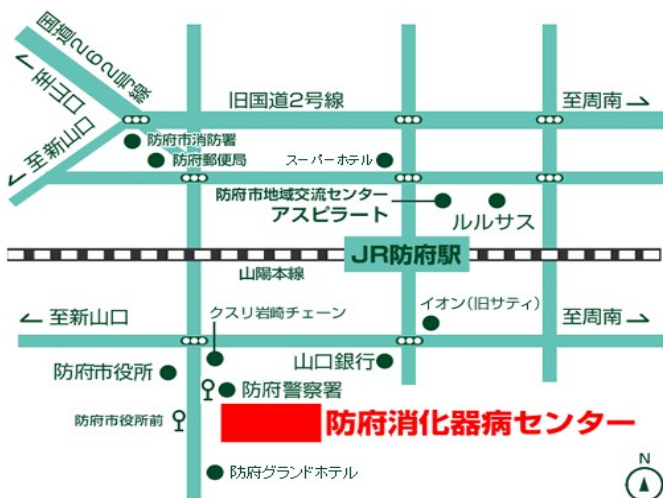 国道262号線
至山口
至新山口
旧国道2号線
至周南
防府市消防署
防府郵便局
スーパーホテル
防府市地域交流センター
アスピラート
ルルサス
JR防府駅
山陽本線
至新山口
クスリ岩崎チェーン
イオン(旧サティ)
至周南
防府市役所
山口銀行
防府警察署
防府市役所前
防府消化器病センター
防府グランドホテル
N